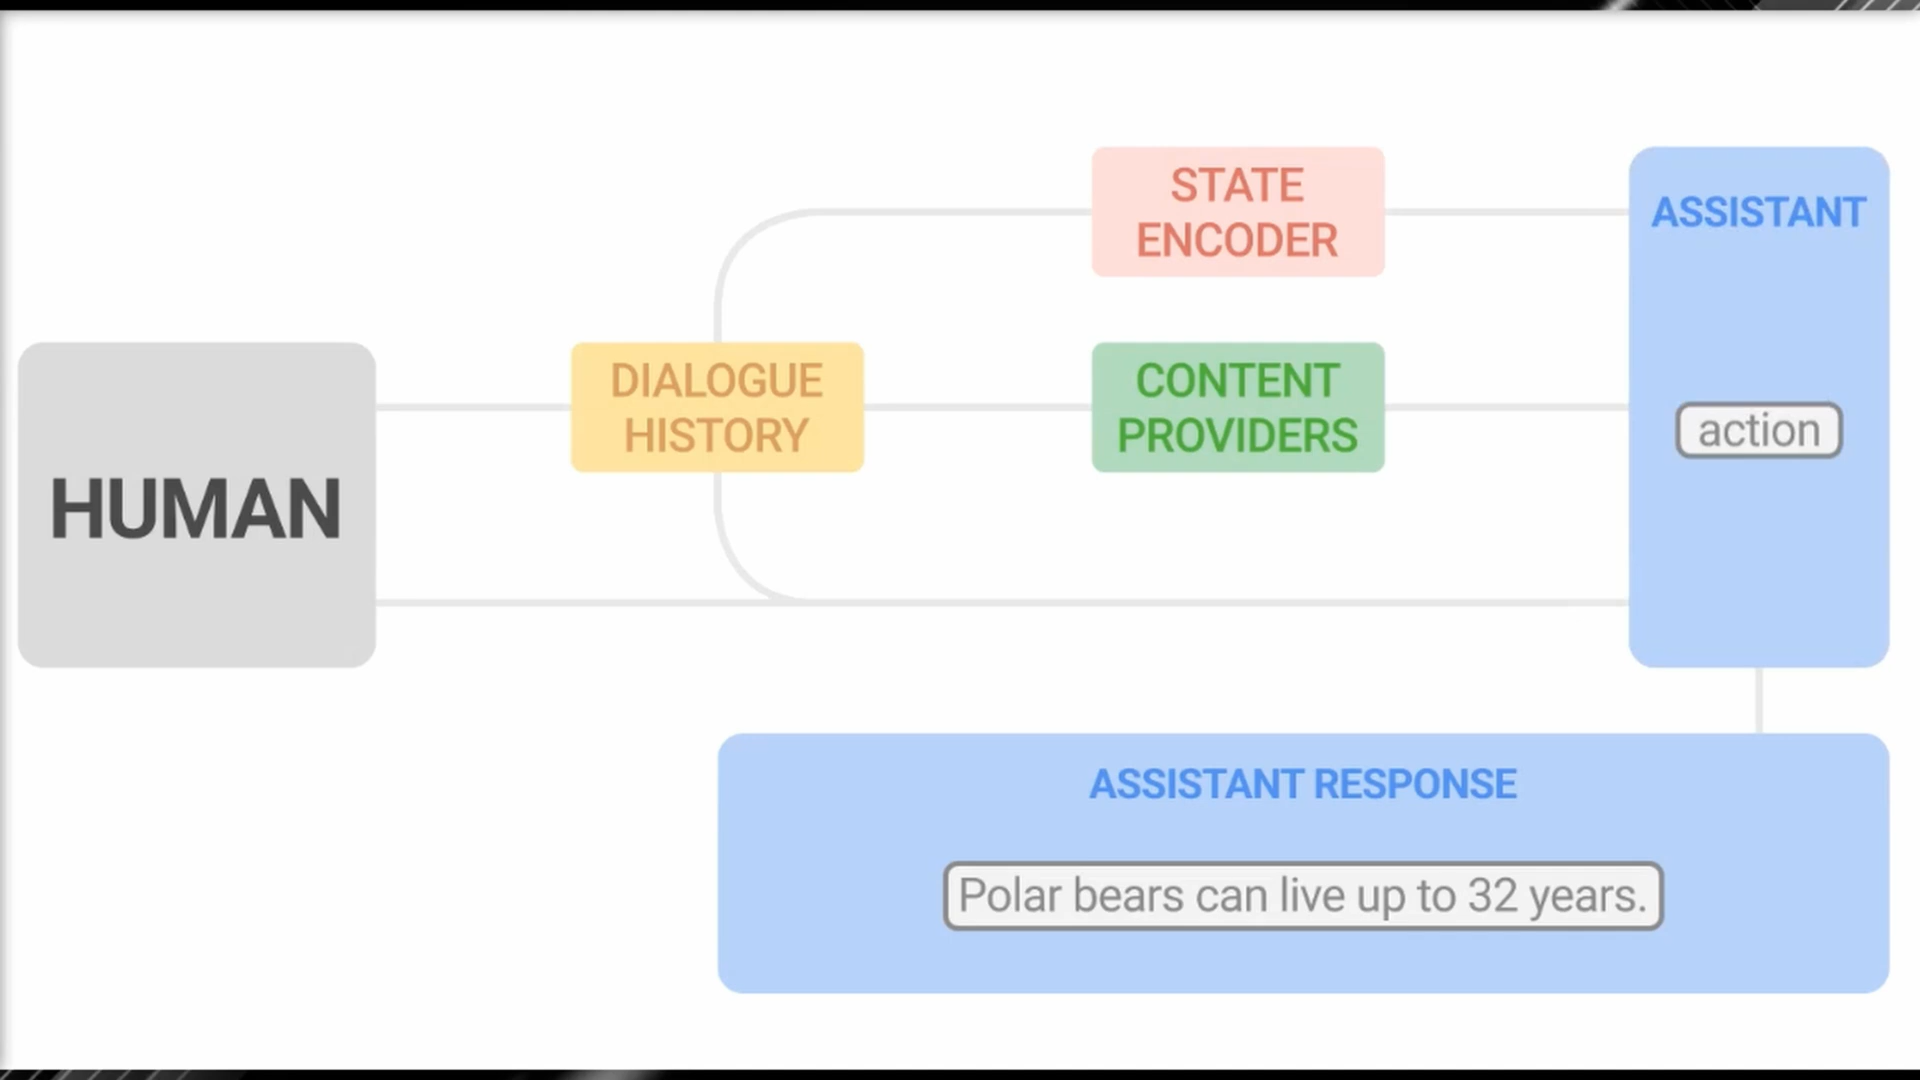 STATE
ENCODER
ASSISTANT
DIALOGUE
HISTORY
CONTENT
PROVIDERS
action
HUMAN
ASSISTANT RESPONSE
Polar bears can live up to 32 years.